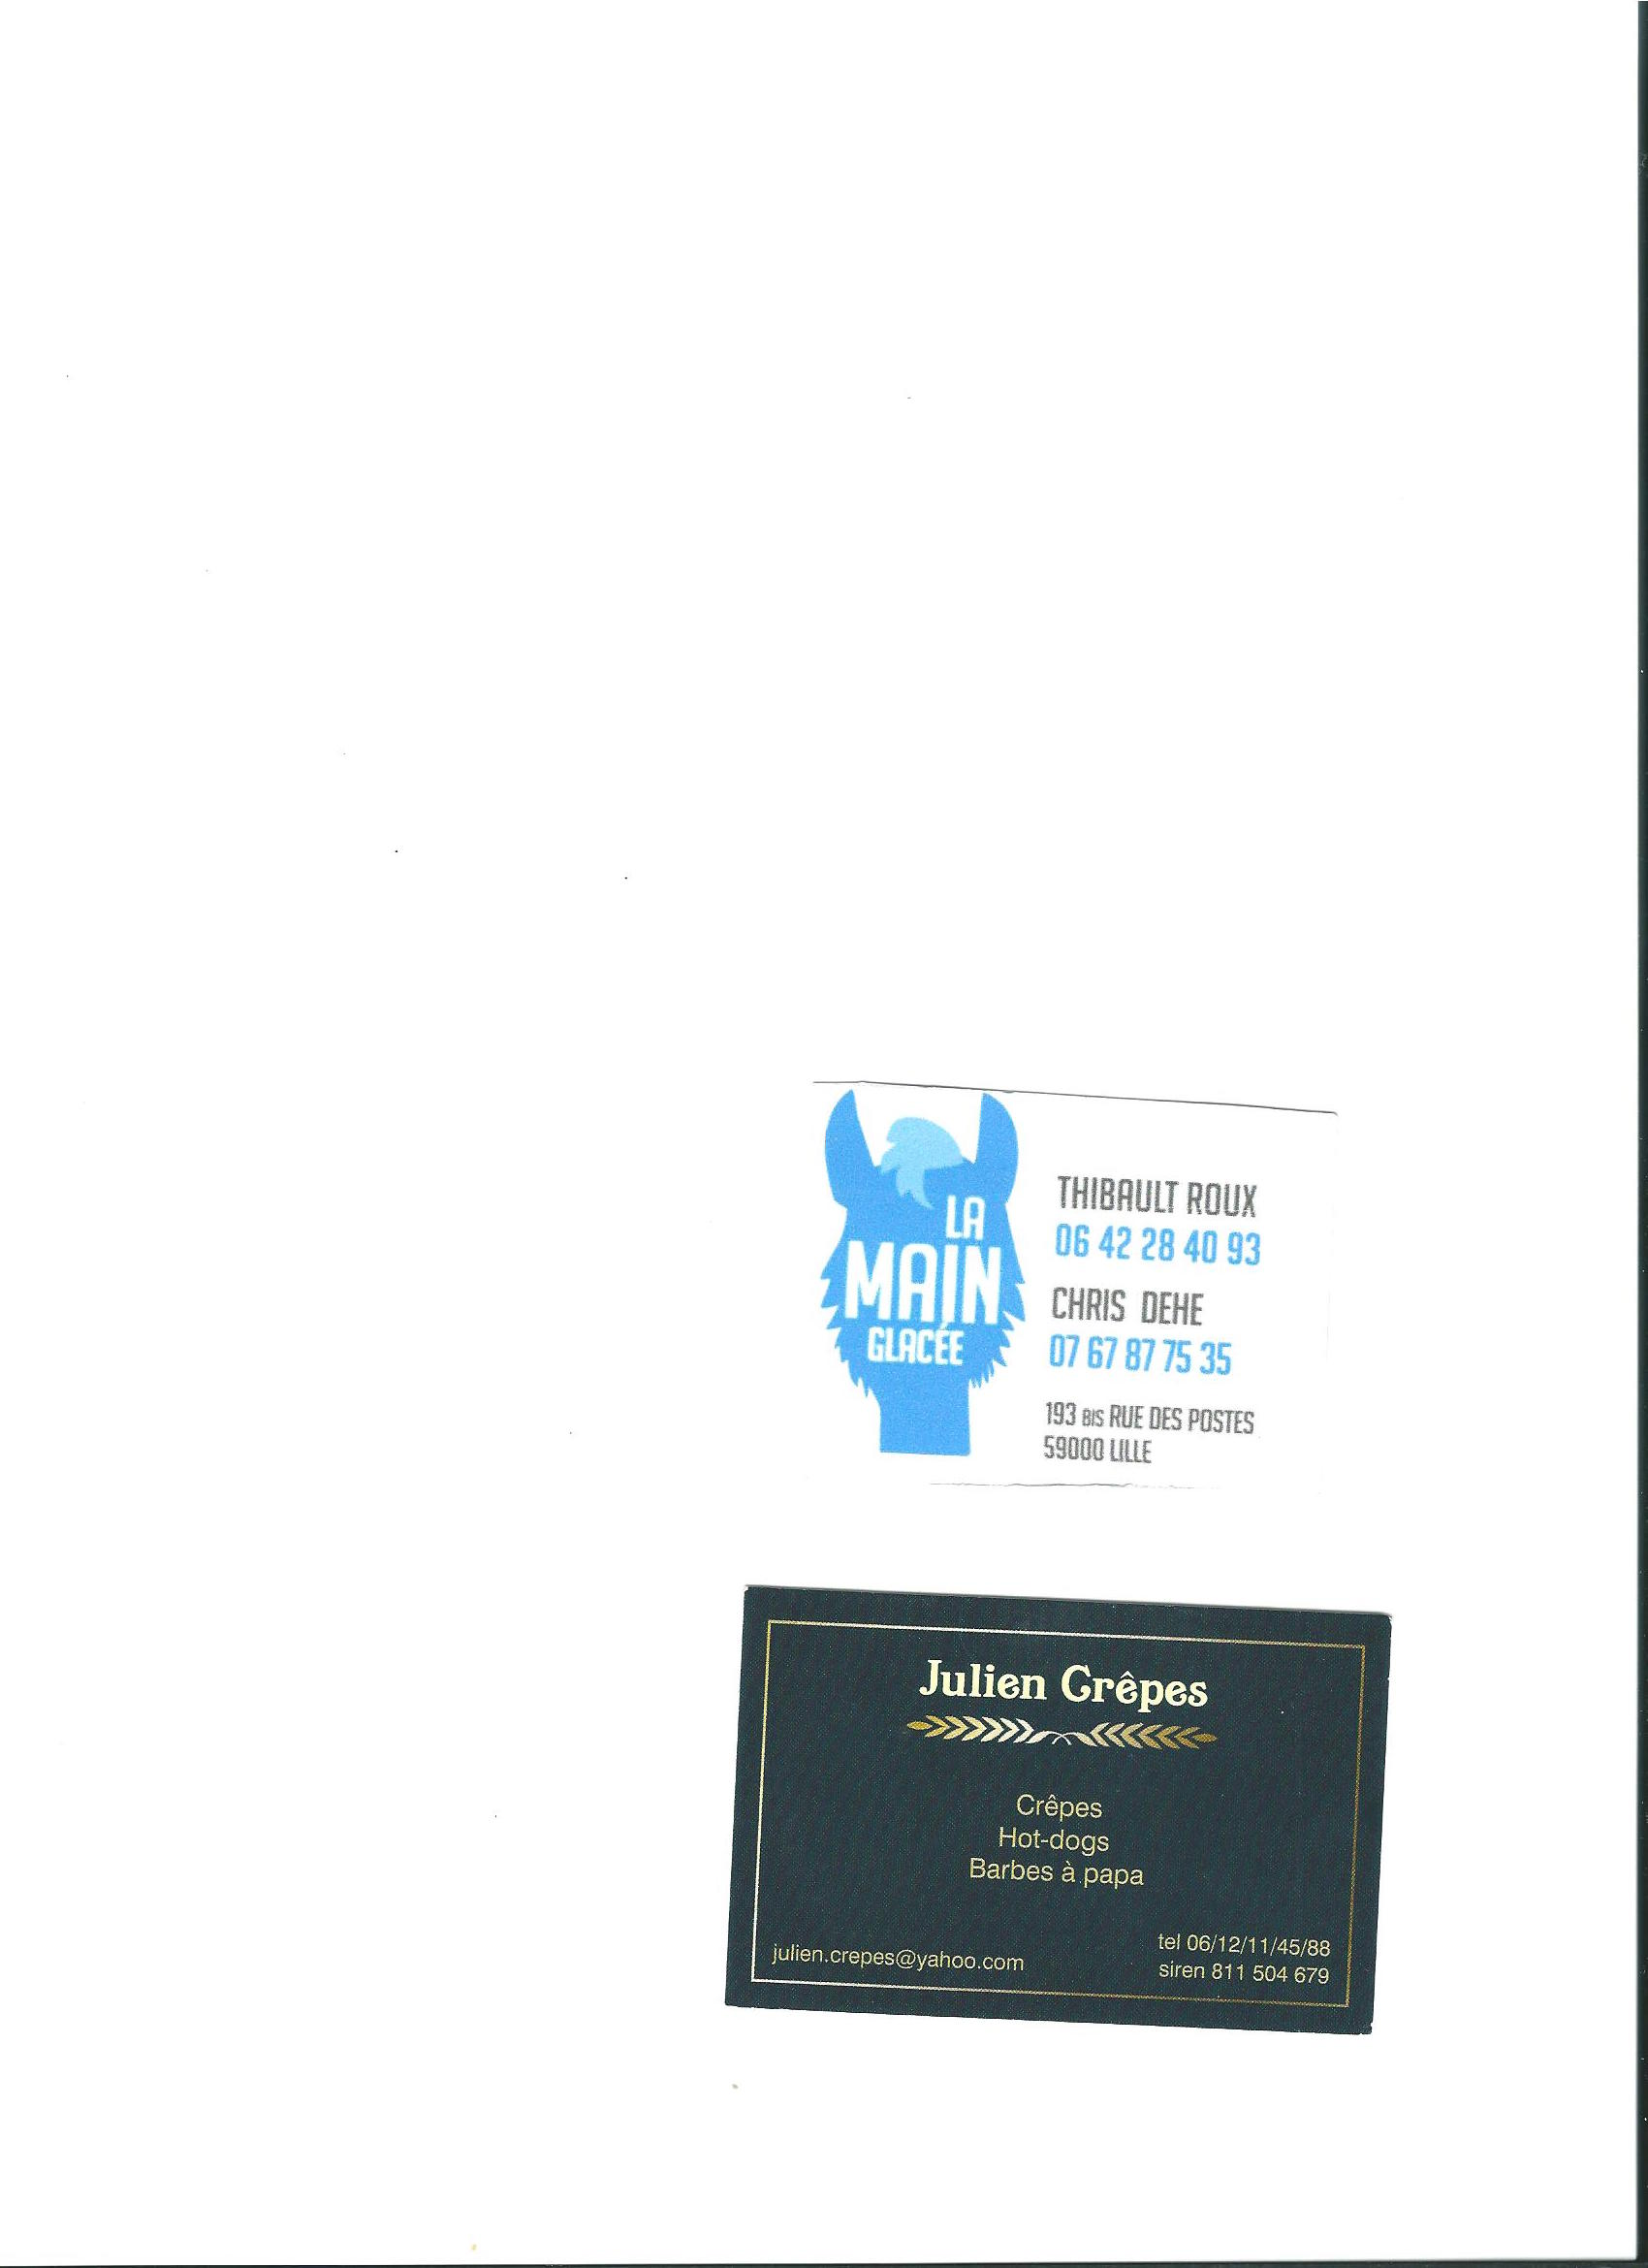 LA
MAIN
GLACÉE
THIBAULT ROUX
06 42 28 40 93
CHRIS DEHE
07 67 87 75 35
193 BIS RUE DES POSTES
59000 LILLE
Julien Crêpes
Crêpes
Hot-dogs
Barbes à papa
julien.crepes@yahoo.com
tel 06/12/11/45/88
siren 811 504 679